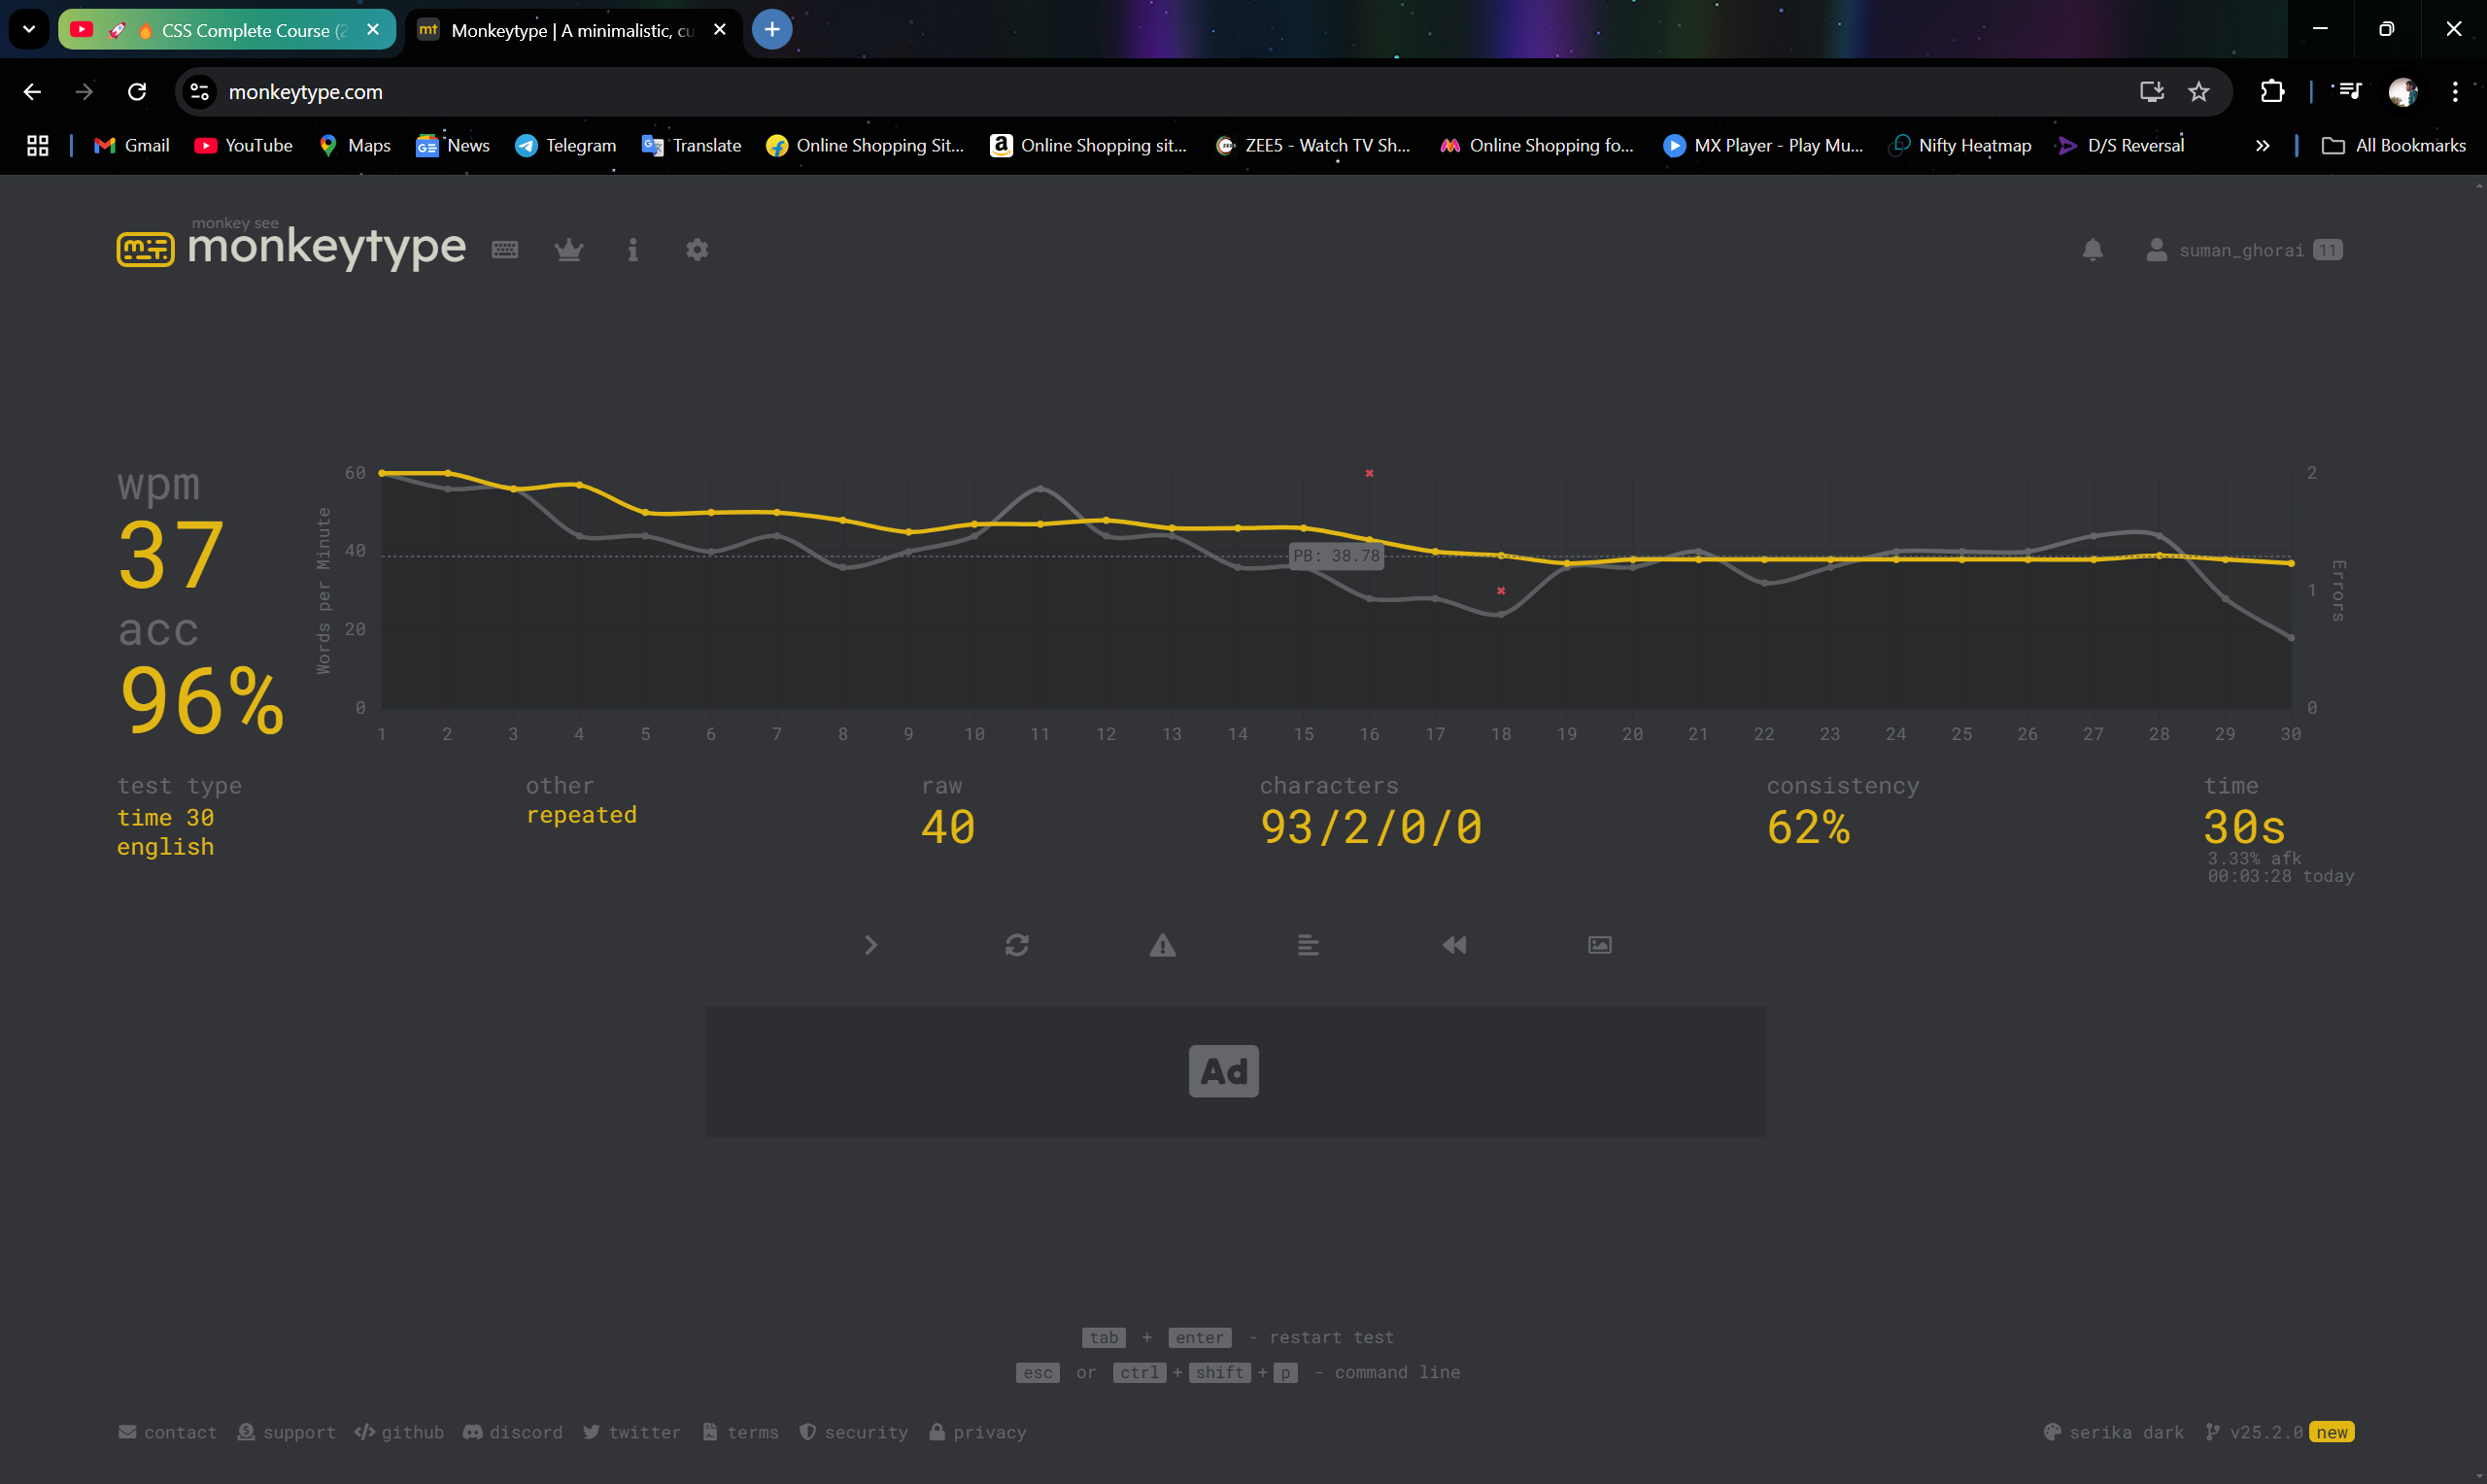 🚀 🔥 CSS Complete Course (2
mt Monkeytype | A minimalistic, cu
monkeytype.com
Gmail YouTube Maps News Telegram Translate Online Shopping Sit... Online Shopping sit... ZEE5 - Watch TV Sh... Online Shopping fo... MX Player - Play Mu... Nifty Heatmap D/S Reversal » All Bookmarks
monkey see
monkeytype
suman_ghorai 11
wpm
37
acc
96%
Words per Minute
60
40
20
0
PB: 38.78
2
1
0
Errors
1 2 3 4 5 6 7 8 9 10 11 12 13 14 15 16 17 18 19 20 21 22 23 24 25 26 27 28 29 30
test type
time 30
english
other
repeated
raw
40
characters
93/2/0/0
consistency
62%
time
30s
3.33% afk
00:03:28 today
Ad
tab + enter - restart test
esc or ctrl + shift + p - command line
contact support github discord twitter terms security privacy serika dark v25.2.0 new